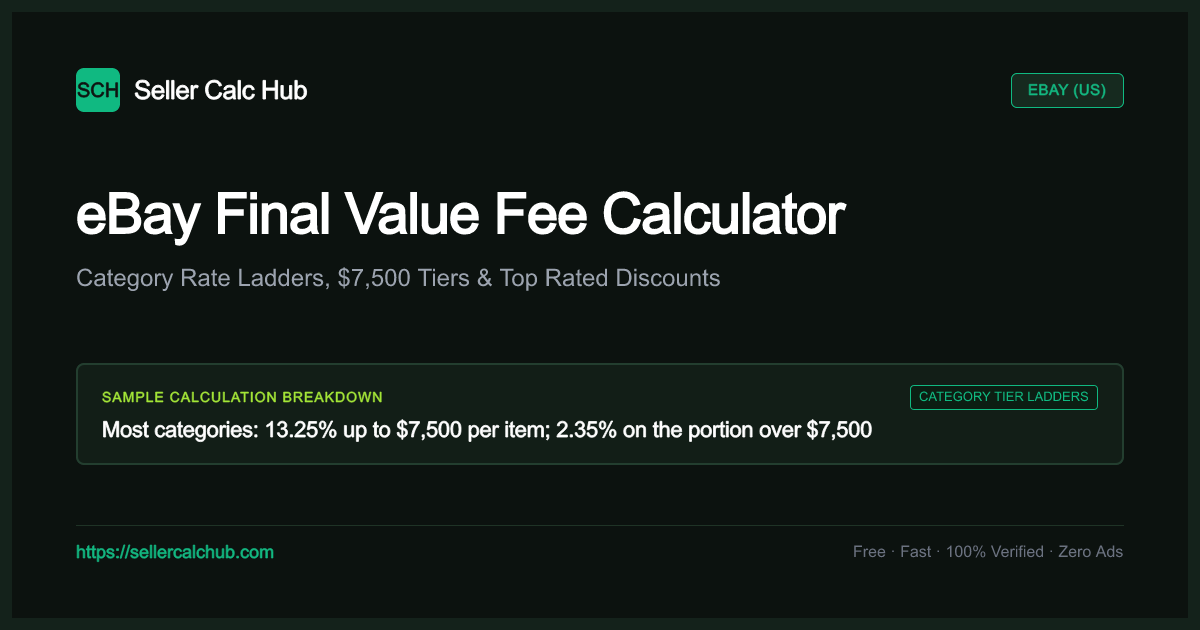 SCH
Seller Calc Hub
EBAY (US)
eBay Final Value Fee Calculator
Category Rate Ladders, $7,500 Tiers & Top Rated Discounts
SAMPLE CALCULATION BREAKDOWN
CATEGORY TIER LADDERS
Most categories: 13.25% up to $7,500 per item; 2.35% on the portion over $7,500
https://sellercalchub.com
Free · Fast · 100% Verified · Zero Ads